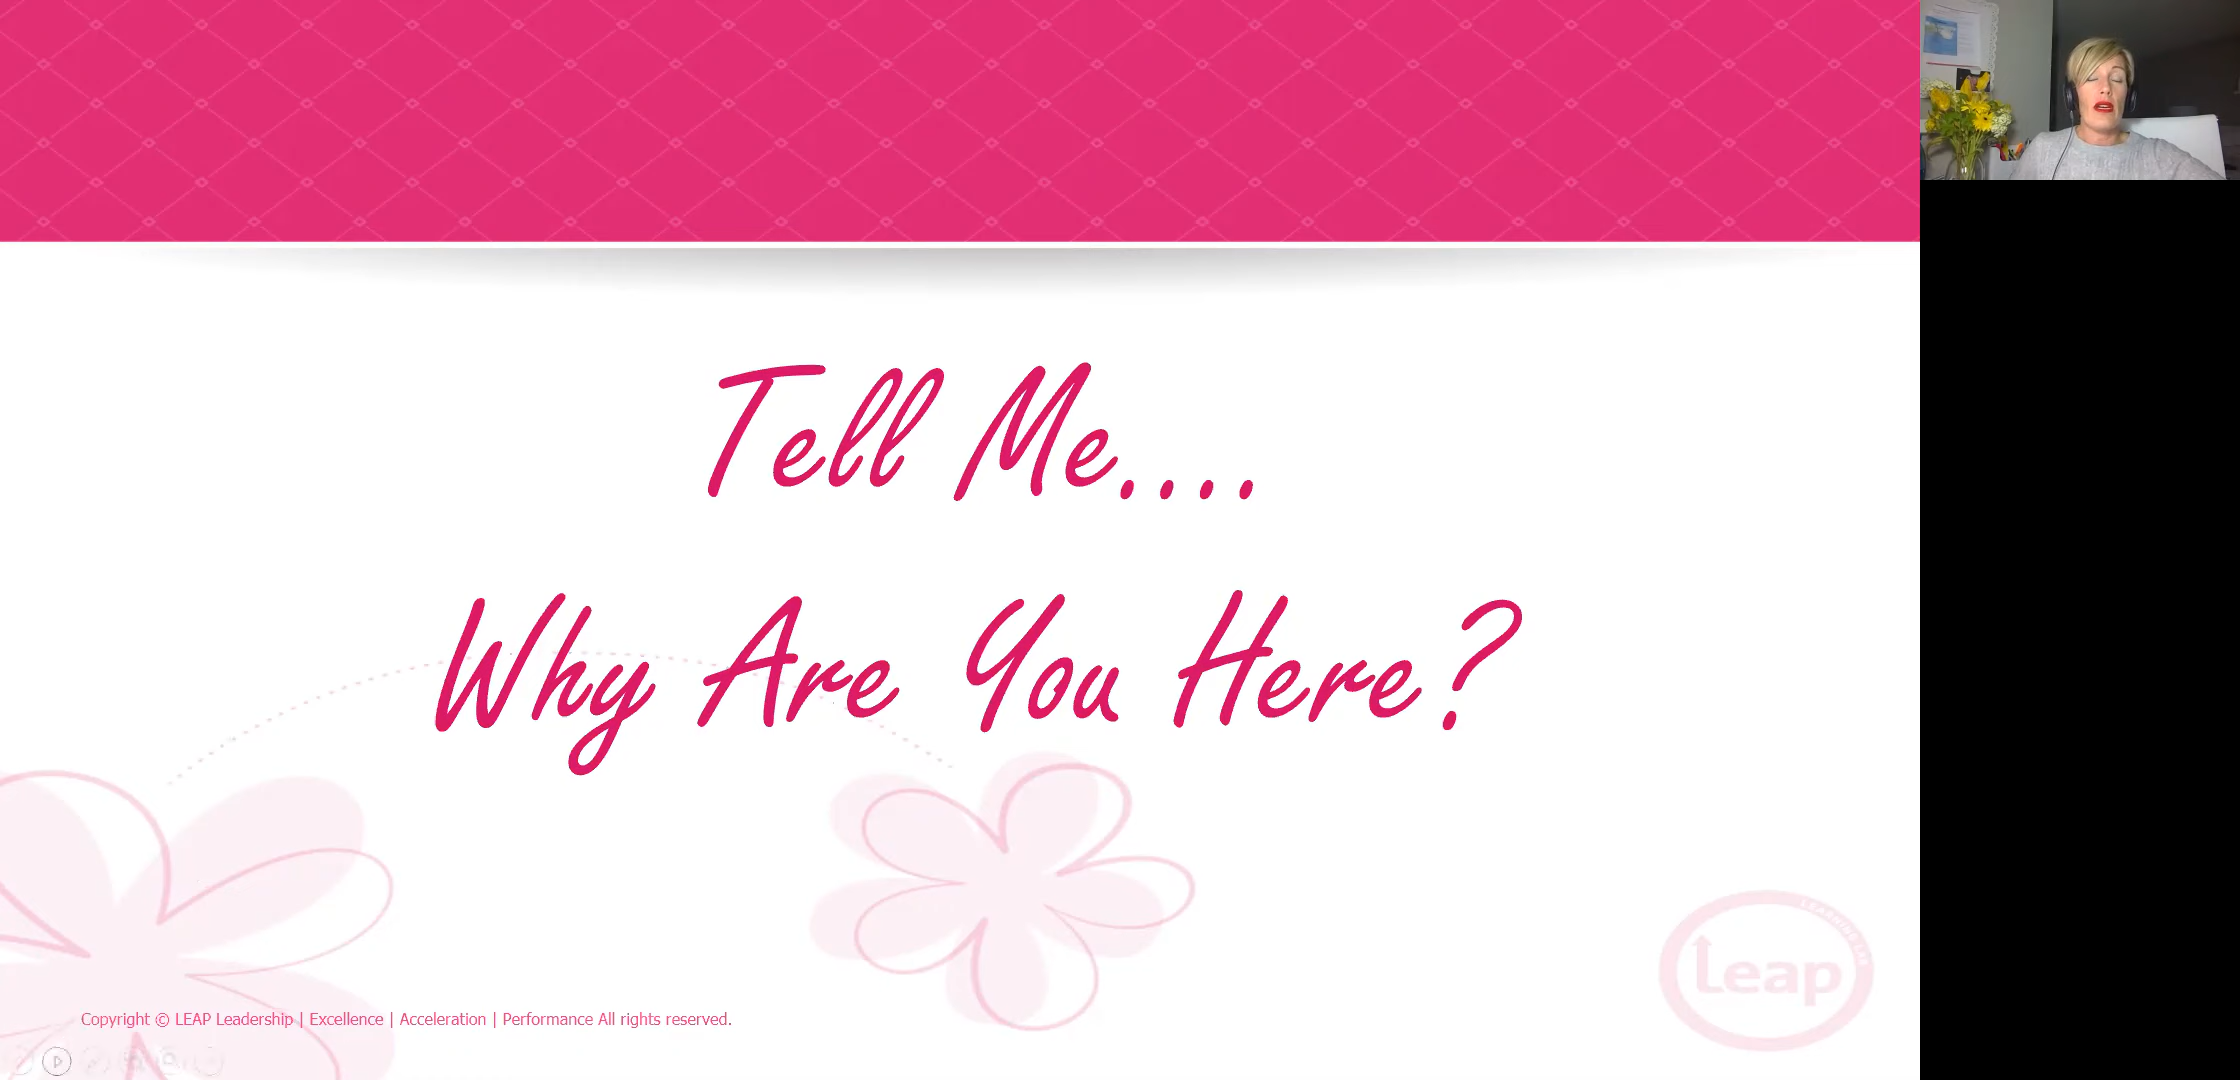 Tell Me....
Why Are You Here?
Leap
Copyright © LEAP Leadership | Excellence | Acceleration | Performance All rights reserved.